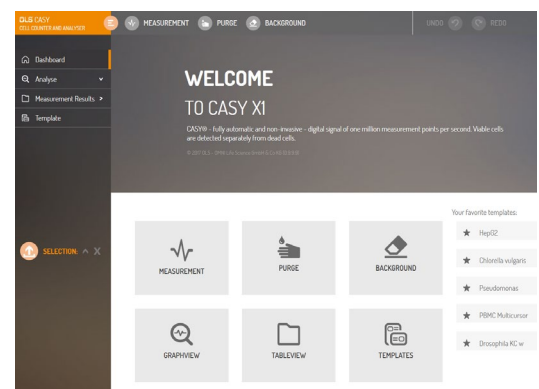 OLS CASY
CELL COUNTER AND ANALYSER
MEASUREMENT
PURGE
BACKGROUND
UNDO
REDO
Dashboard
Analyse
Measurement Results
Template
SELECTION:
WELCOME
TO CASY X1
CASY® - fully automatic and non-invasive - digital signal of one million measurement points per second. Viable cells
are detected separately from dead cells.
Your favorite templates:
HepG2
Chlorella vulgaris
Pseudomonas
PBMC Multicursor
Drosophila KC w
MEASUREMENT
PURGE
BACKGROUND
GRAPHVIEW
TABLEVIEW
TEMPLATES